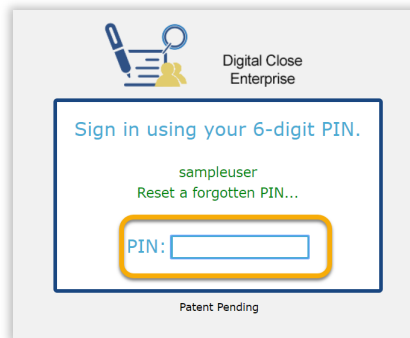 Digital Close
Enterprise
Sign in using your 6-digit PIN.
sampleuser
Reset a forgotten PIN...
PIN:
Patent Pending